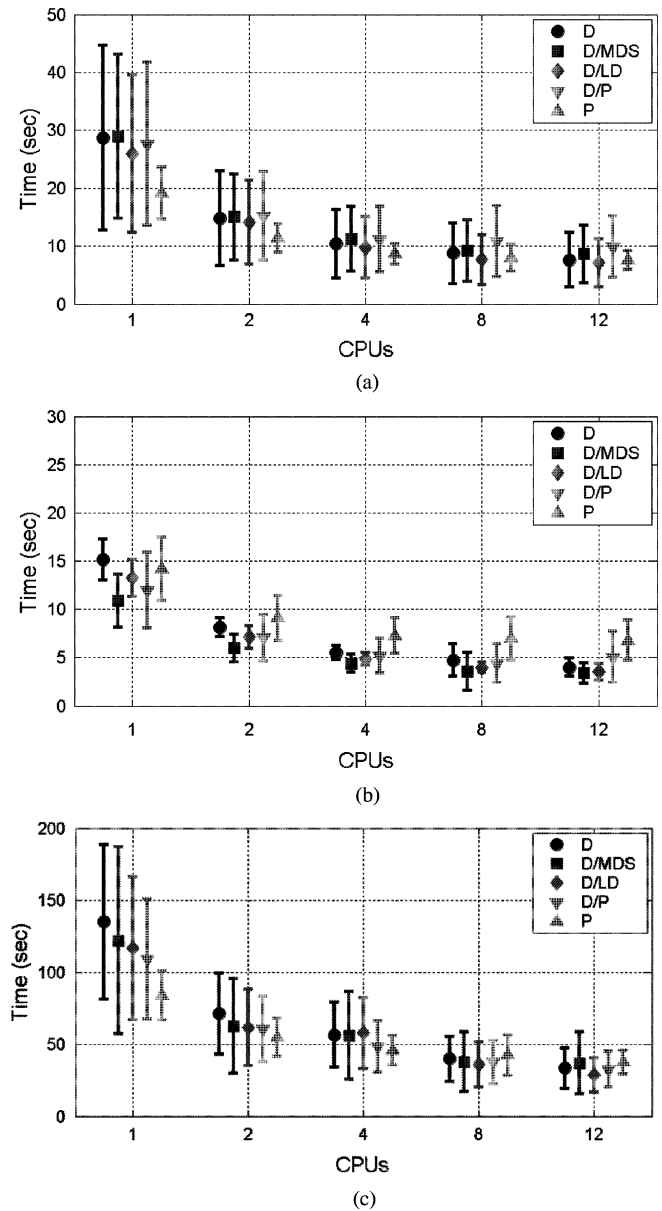 50
40
30
20
10
0
Time (sec)
D
D/MDS
D/LD
D/P
P
1 2 4 8 12
CPUs
(a)
30
25
20
15
10
5
0
Time (sec)
D
D/MDS
D/LD
D/P
P
1 2 4 8 12
CPUs
(b)
200
150
100
50
0
Time (sec)
D
D/MDS
D/LD
D/P
P
1 2 4 8 12
CPUs
(c)